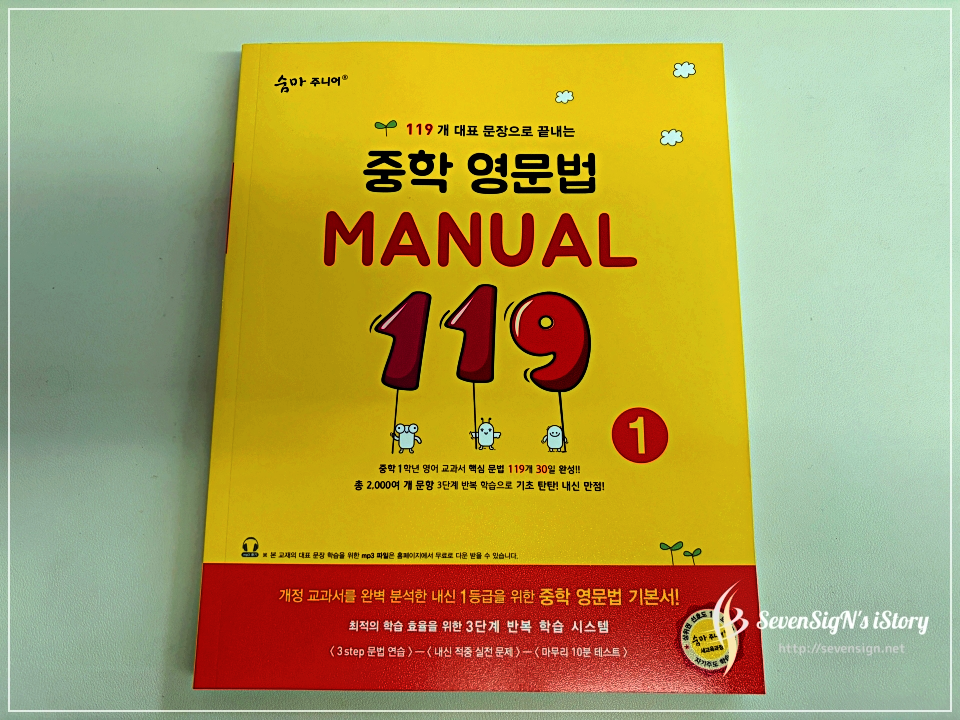 숨마 주니어®
119 개 대표 문장으로 끝내는
중학 영문법
MANUAL
119
1
중학 1학년 영어 교과서 핵심 문법 119개 30일 완성!!
총 2,000여 개 문항 3단계 반복 학습으로 기초 탄탄! 내신 만점!
※ 본 교재의 대표 문장 학습을 위한 mp3 파일은 홈페이지에서 무료로 다운 받을 수 있습니다.
개정 교과서를 완벽 분석한 내신 1등급을 위한 중학 영문법 기본서!
최적의 학습 효율을 위한 3단계 반복 학습 시스템
〈 3 step 문법 연습 〉 — 〈 내신 적중 실전 문제 〉 — 〈 마무리 10분 테스트 〉
숨마 주니어
SevenSigN's iStory
http://sevensign.net